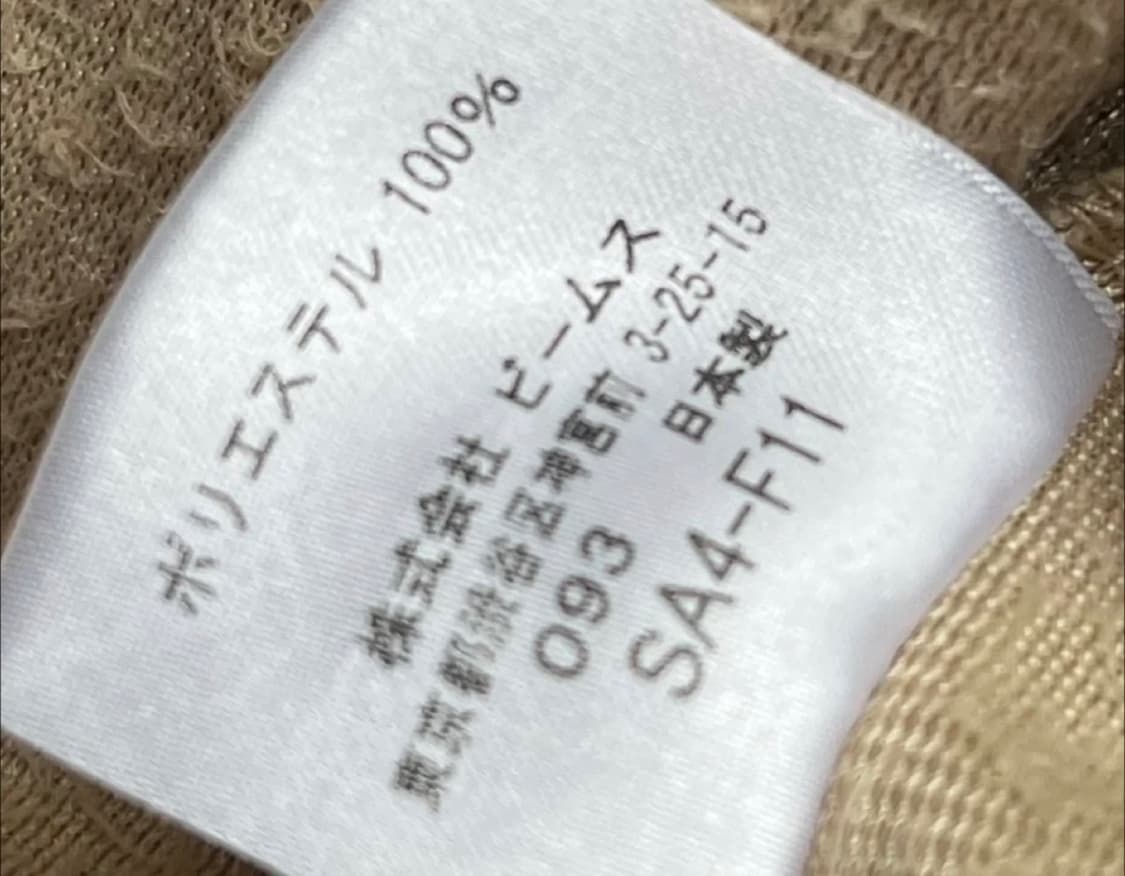 ポリエステル 100%
株式会社 ビームス
東京都渋谷区神宮前 3-25-15
093 日本製
SA4-F11